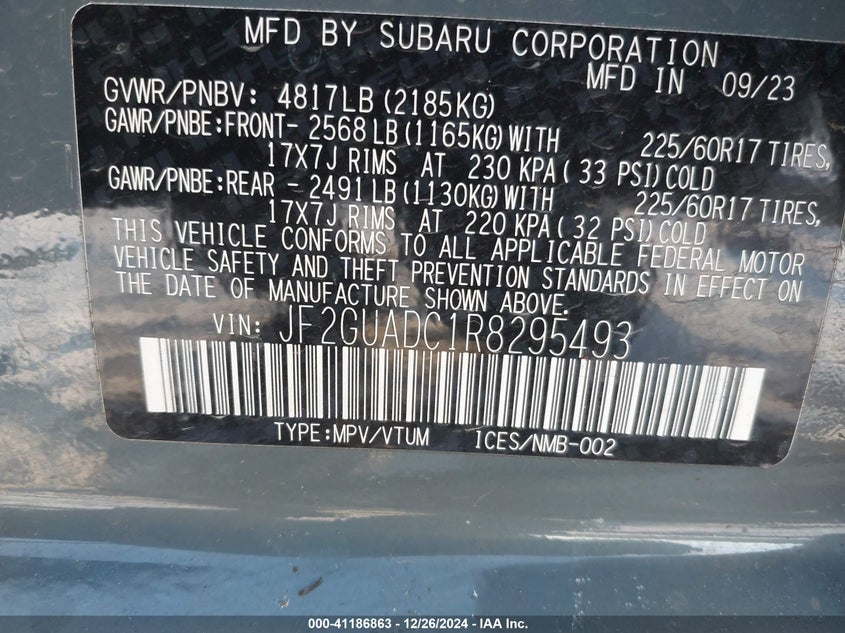 MFD BY SUBARU CORPORATION
MFD IN 09/23
GVWR/PNBV: 4817LB (2185KG)
GAWR/PNBE:FRONT- 2568 LB (1165KG) WITH 225/60R17 TIRES,
17X7J RIMS AT 230 KPA ( 33 PSI) COLD
GAWR/PNBE:REAR - 2491 LB (1130KG) WITH 225/60R17 TIRES,
17X7J RIMS AT 220 KPA ( 32 PSI) COLD
THIS VEHICLE CONFORMS TO ALL APPLICABLE FEDERAL MOTOR
VEHICLE SAFETY AND THEFT PREVENTION STANDARDS IN EFFECT ON
THE DATE OF MANUFACTURE SHOWN ABOVE.
VIN: JF2GUADC1R8295493
TYPE:MPV/VTUM ICES/NMB-002
000-41186863 - 12/26/2024 - IAA Inc.